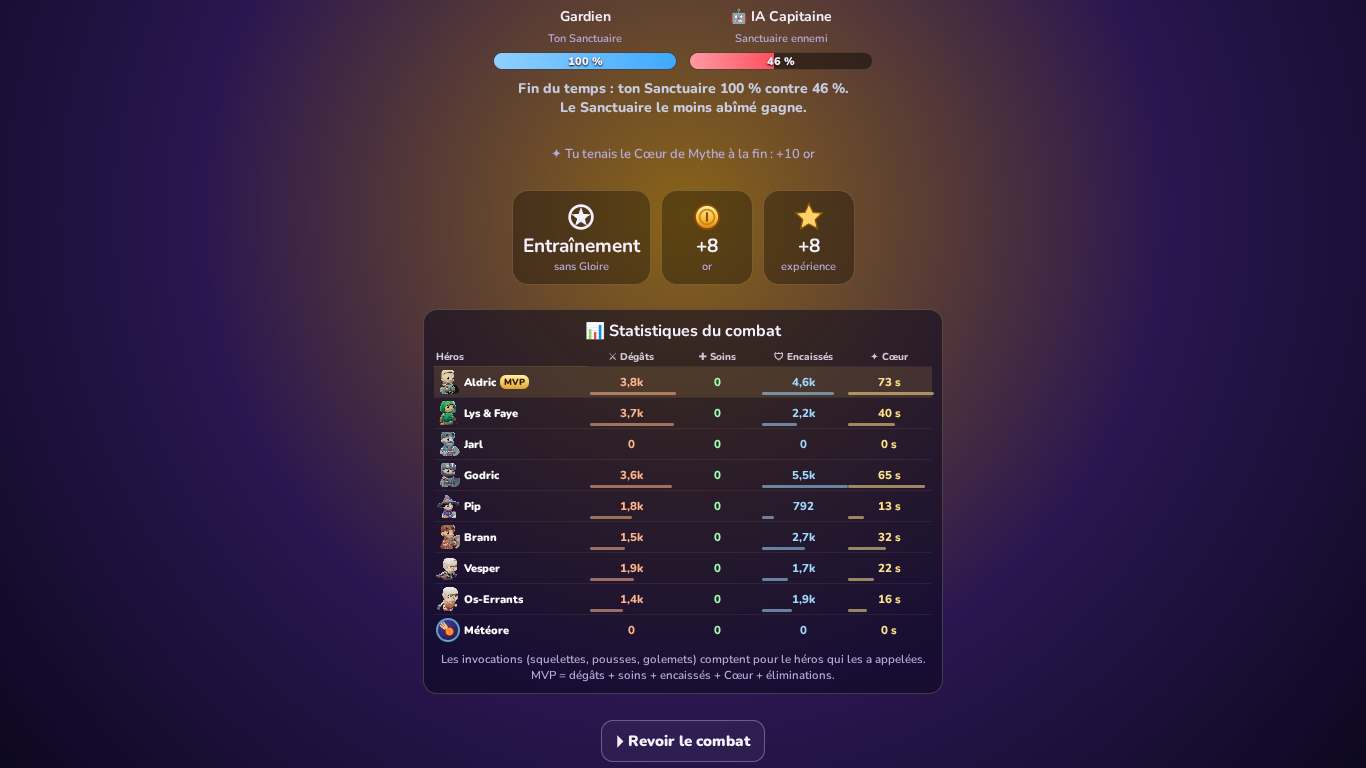 Gardien
🤖 IA Capitaine
Ton Sanctuaire
Sanctuaire ennemi
100 %
46 %
Fin du temps : ton Sanctuaire 100 % contre 46 %.
Le Sanctuaire le moins abîmé gagne.
✦ Tu tenais le Cœur de Mythe à la fin : +10 or
Entraînement
sans Gloire
+8
or
+8
expérience
📊 Statistiques du combat
Héros ⚔ Dégâts ✚ Soins 🛡 Encaissés ✦ Cœur
Aldric MVP 3,8k 0 4,6k 73 s
Lys & Faye 3,7k 0 2,2k 40 s
Jarl 0 0 0 0 s
Godric 3,6k 0 5,5k 65 s
Pip 1,8k 0 792 13 s
Brann 1,5k 0 2,7k 32 s
Vesper 1,9k 0 1,7k 22 s
Os-Errants 1,4k 0 1,9k 16 s
Météore 0 0 0 0 s
Les invocations (squelettes, pousses, golemets) comptent pour le héros qui les a appelées.
MVP = dégâts + soins + encaissés + Cœur + éliminations.
⏵ Revoir le combat